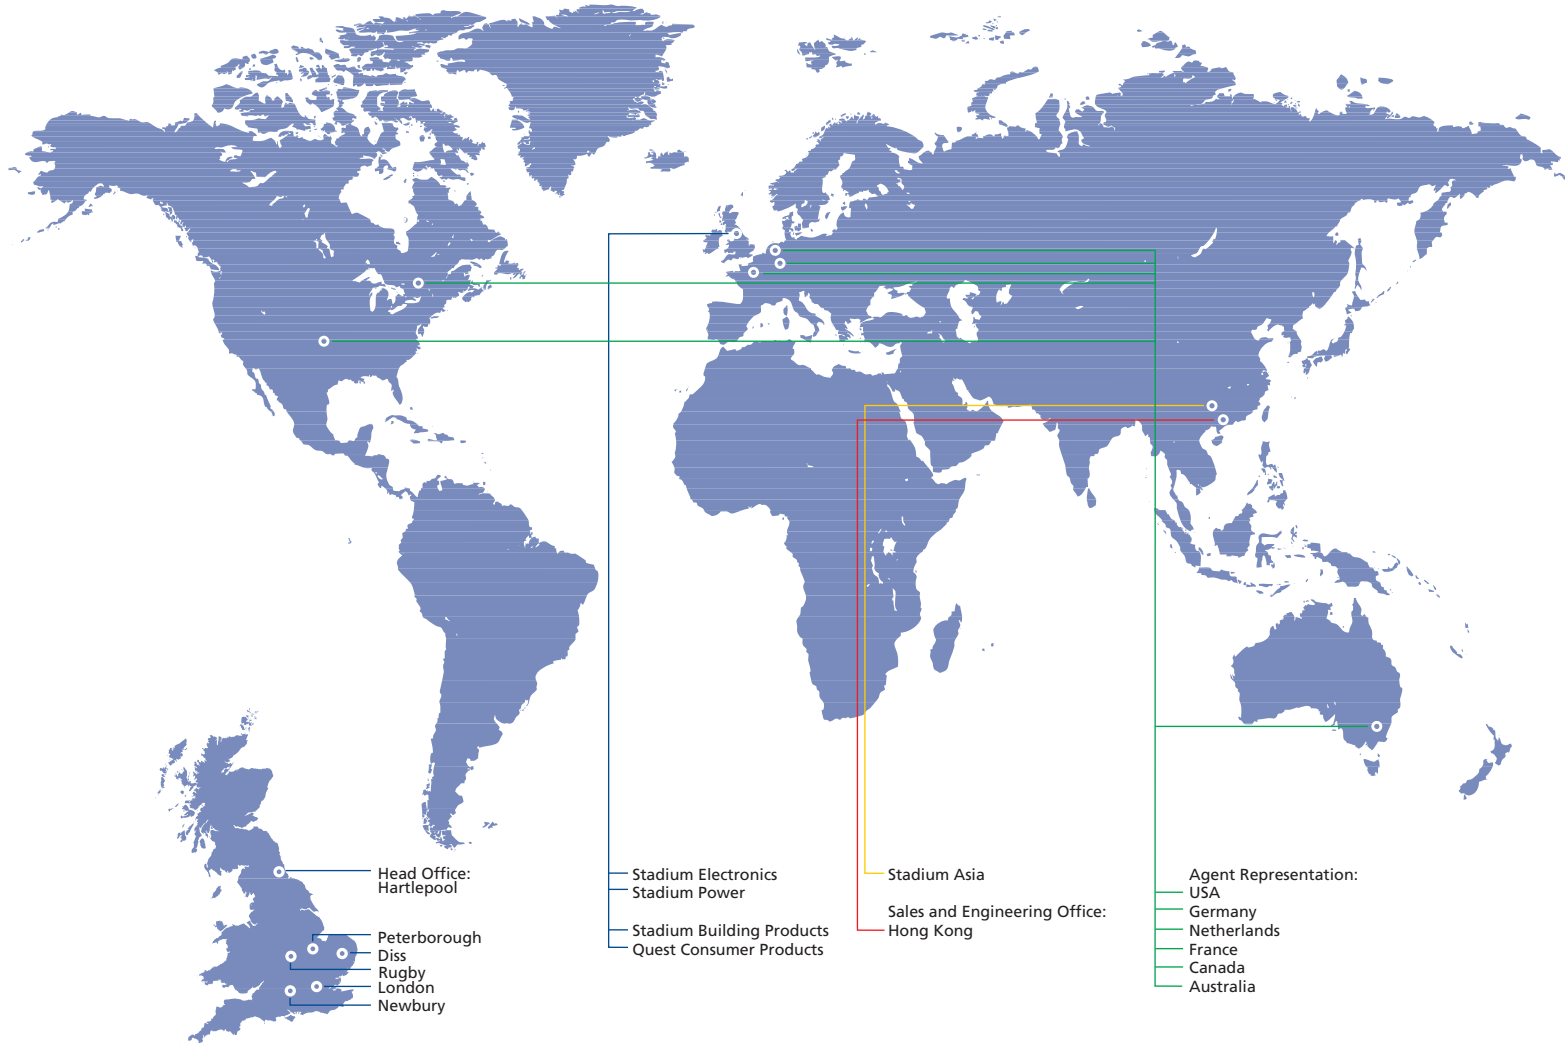 Head Office:
Hartlepool
Peterborough
Diss
Rugby
London
Newbury
Stadium Electronics
Stadium Power
Stadium Building Products
Quest Consumer Products
Stadium Asia
Sales and Engineering Office:
Hong Kong
Agent Representation:
USA
Germany
Netherlands
France
Canada
Australia